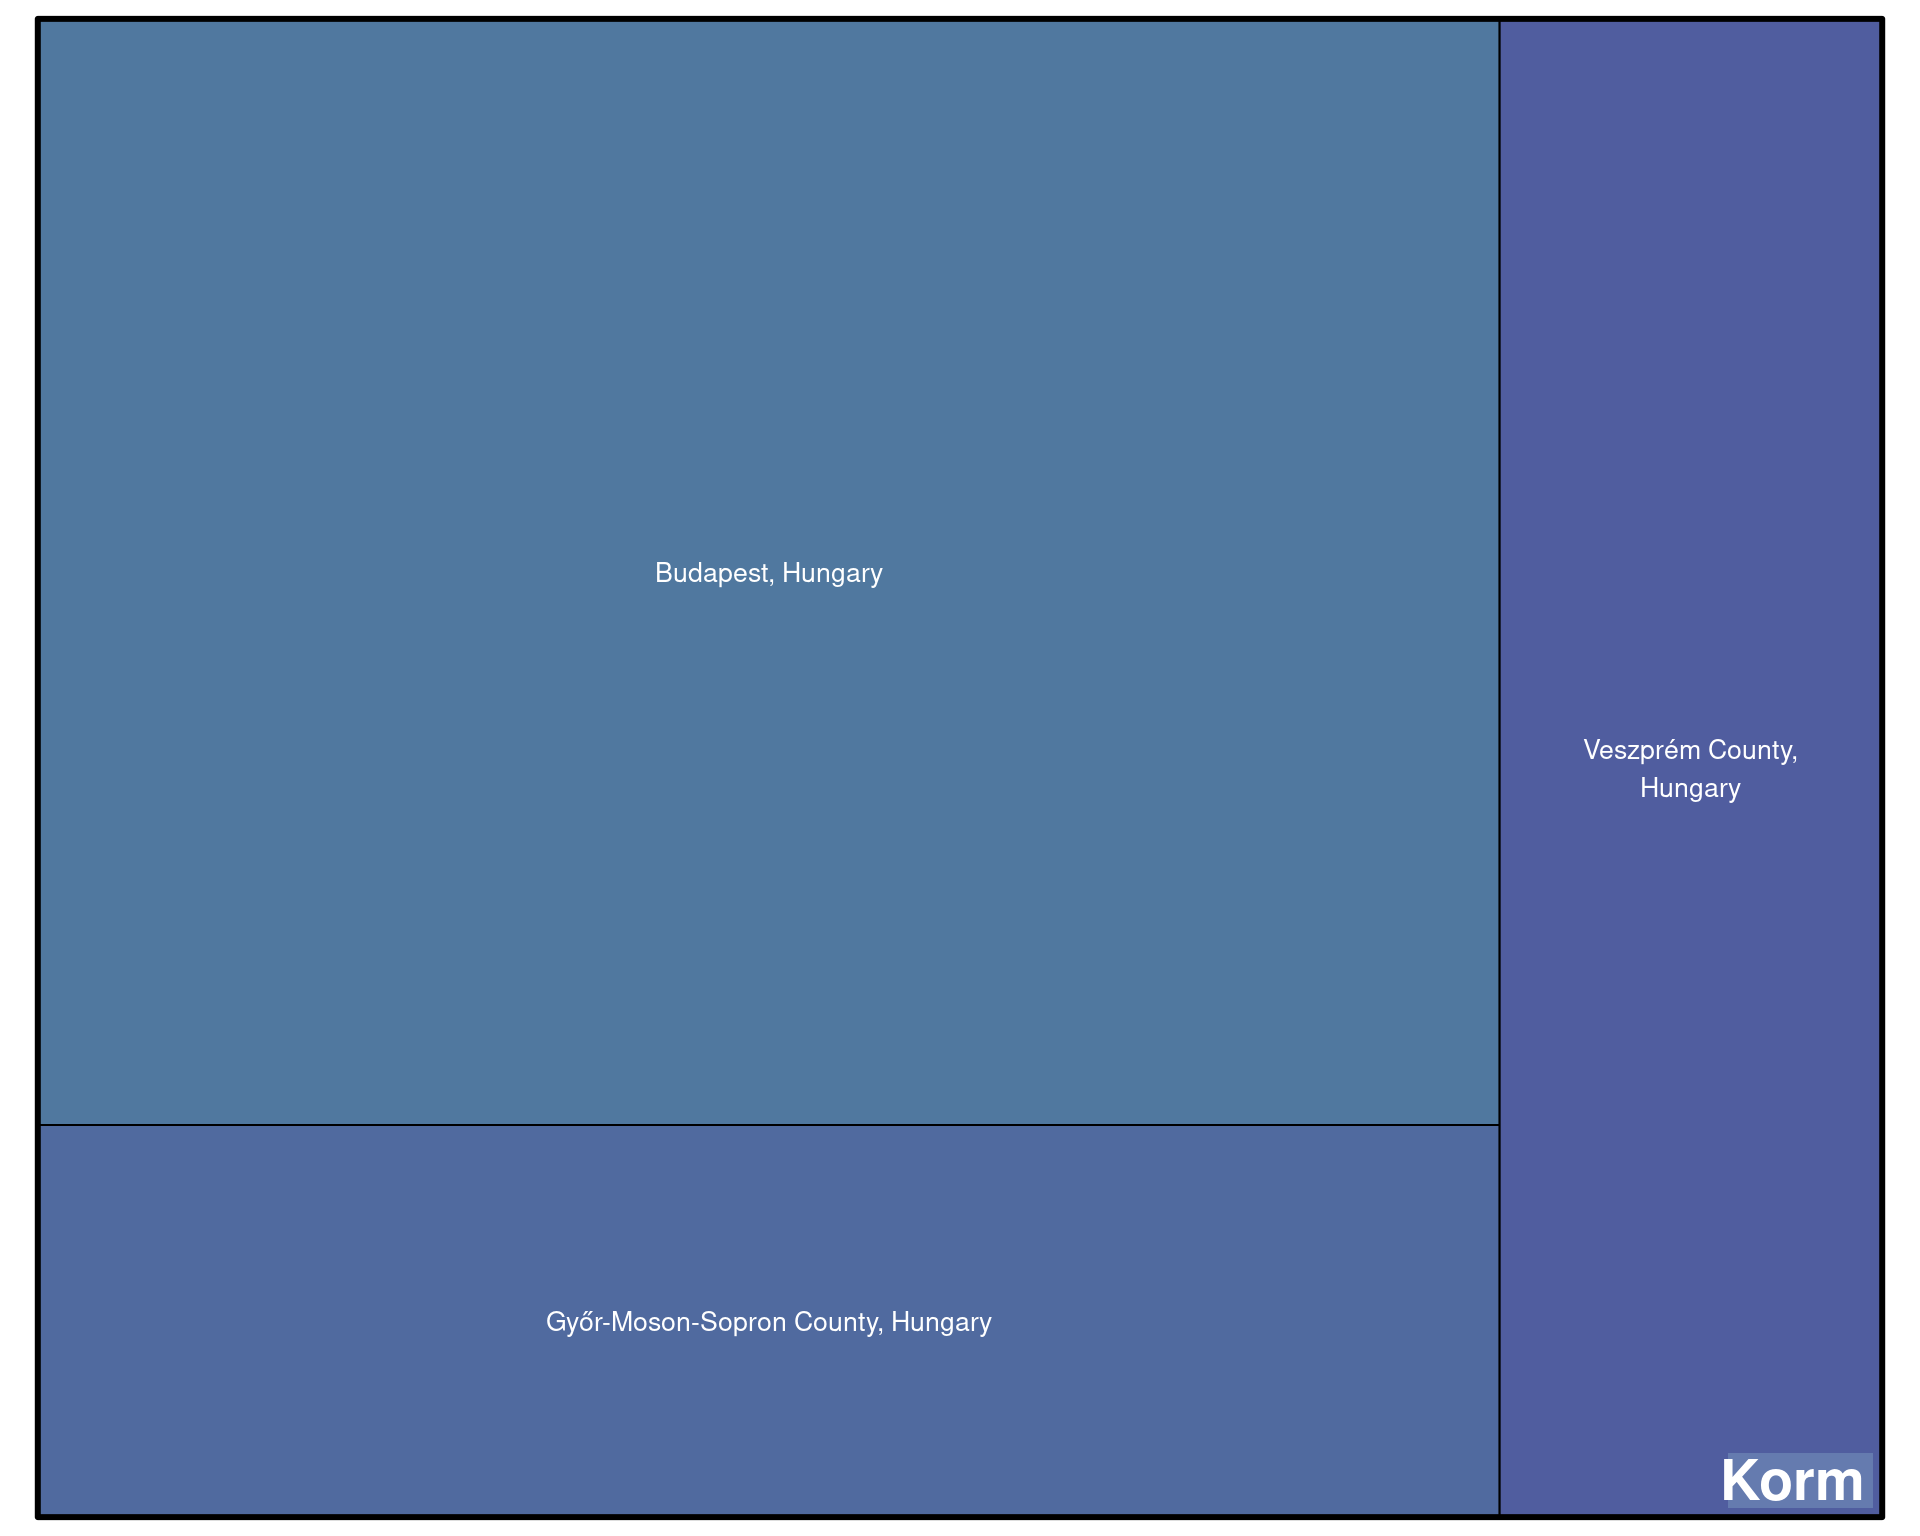 Budapest, Hungary
Veszprém County,
Hungary
Győr-Moson-Sopron County, Hungary
Korm